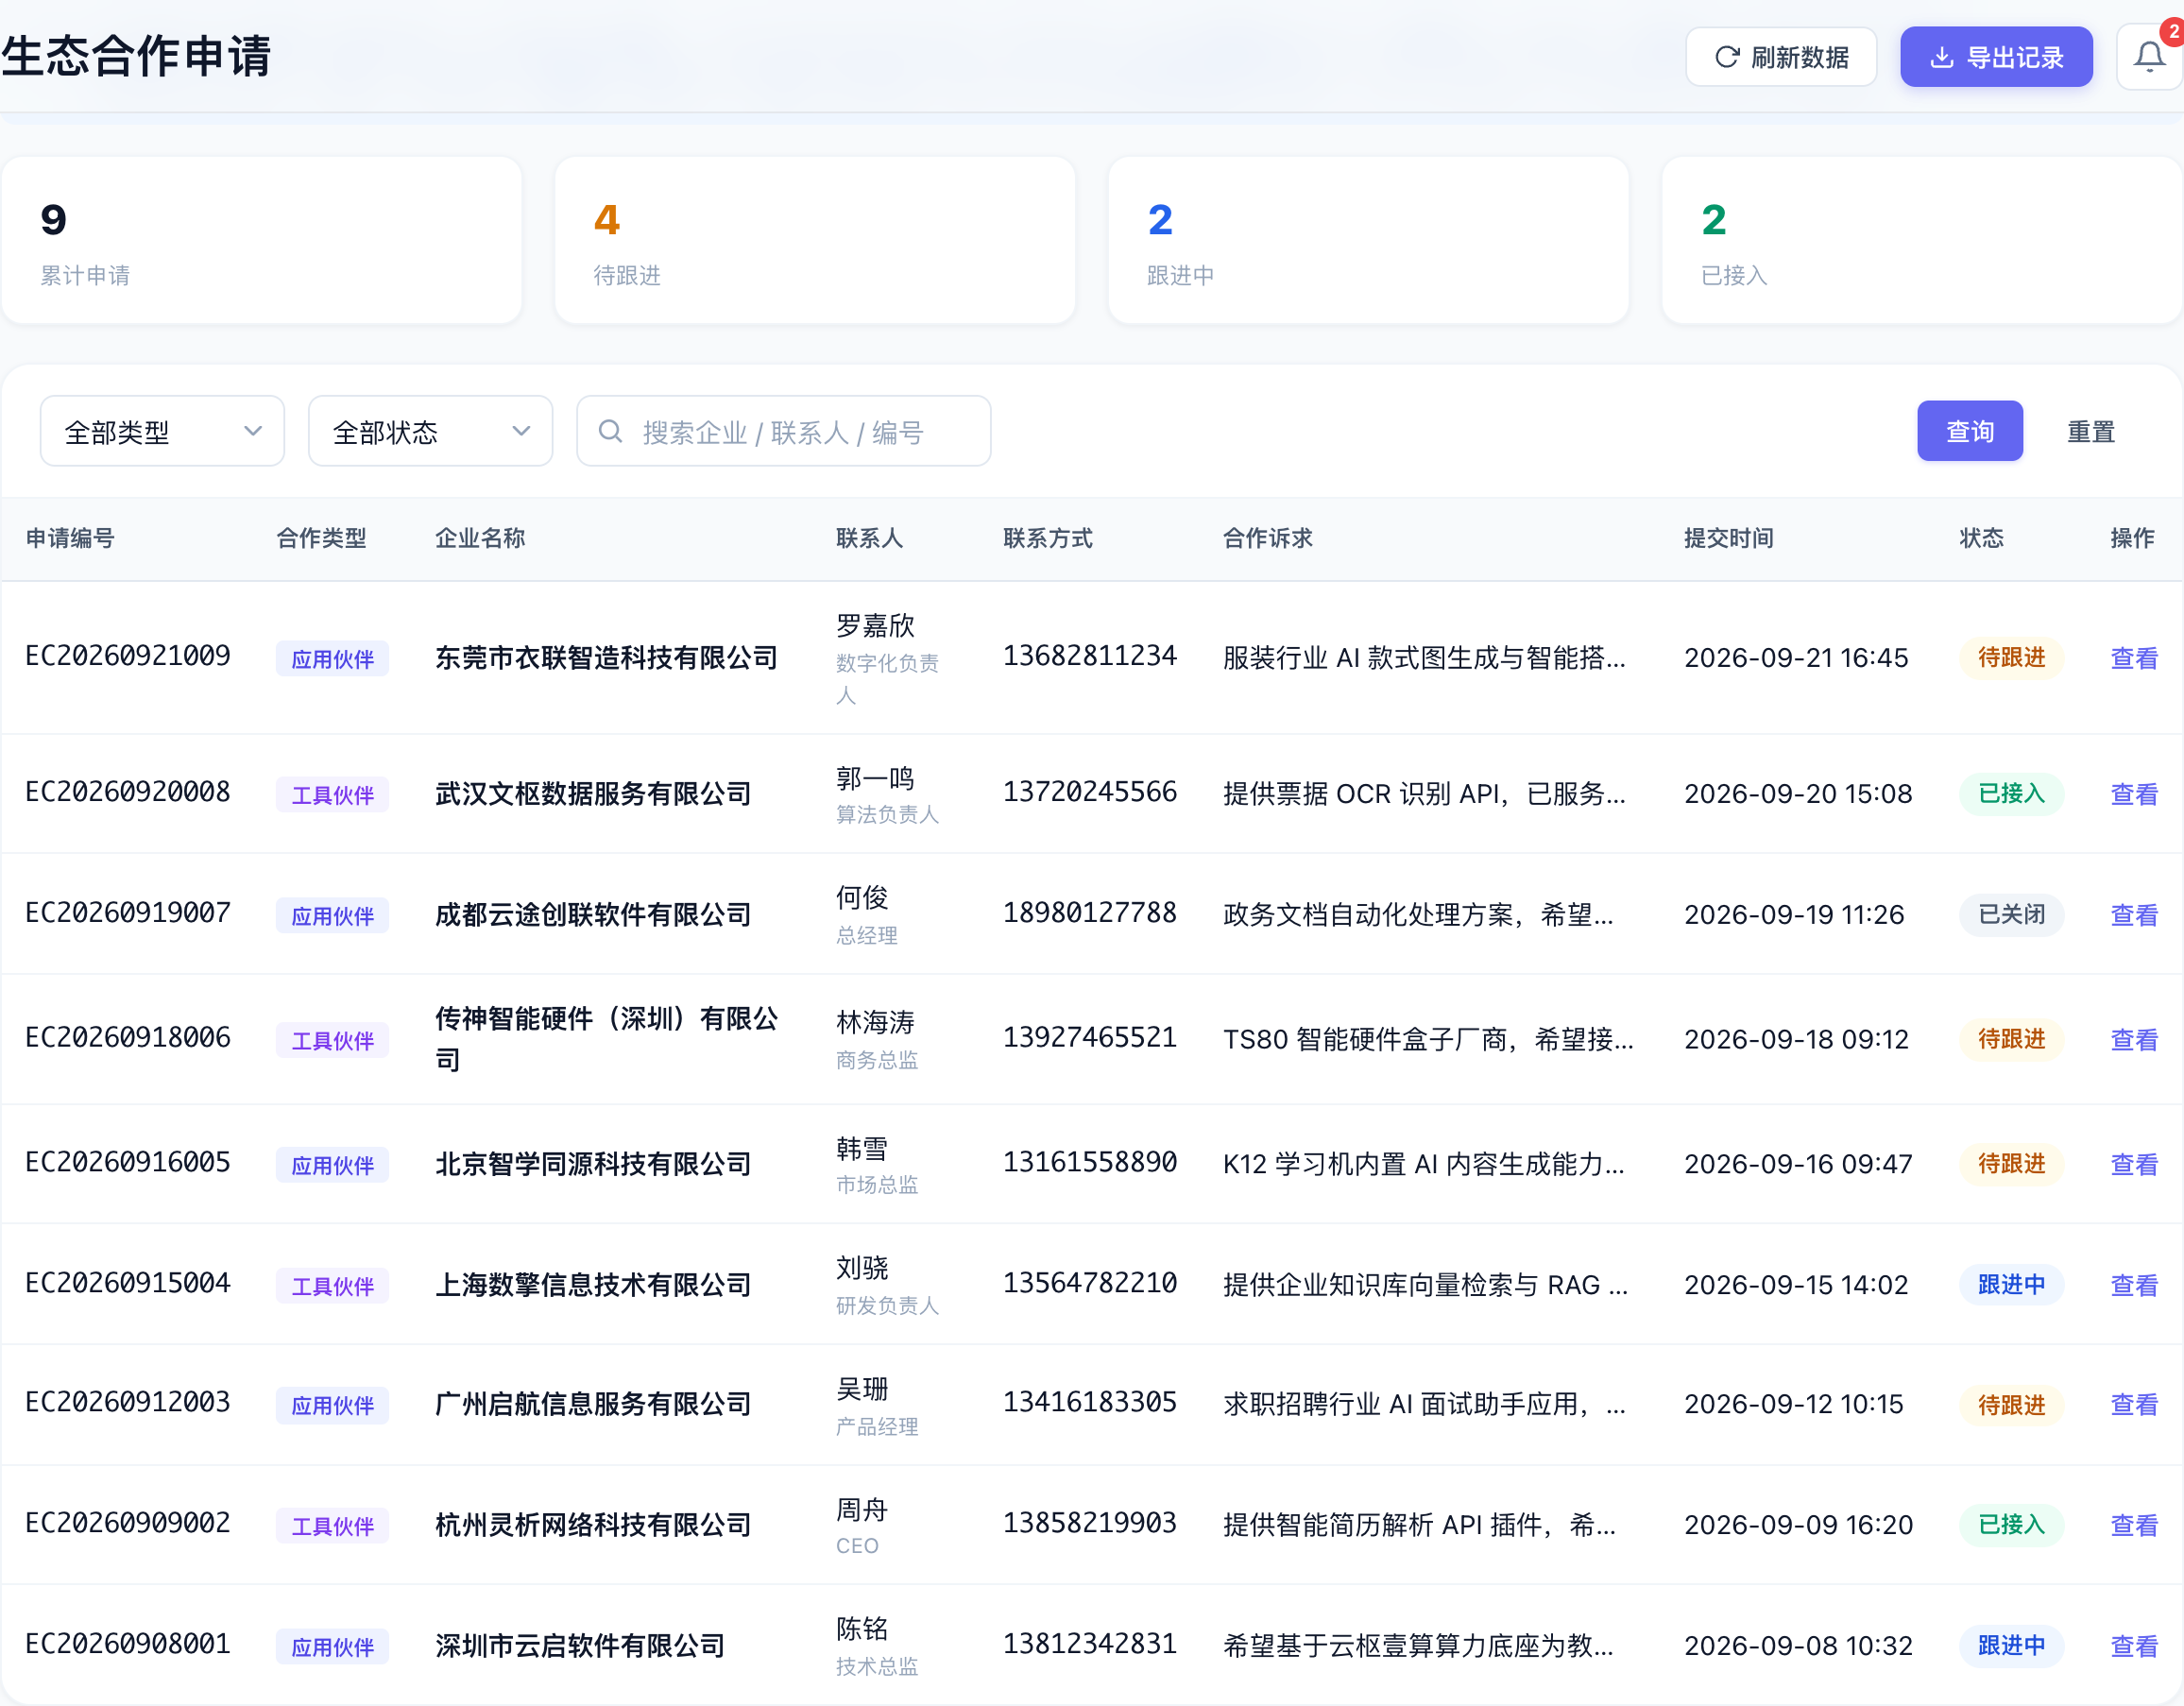 生态合作申请
刷新数据
导出记录
2
9
累计申请
4
待跟进
2
跟进中
2
已接入
全部类型
全部状态
搜索企业 / 联系人 / 编号
查询
重置
申请编号 合作类型 企业名称 联系人 联系方式 合作诉求 提交时间 状态 操作
EC20260921009 应用伙伴 东莞市衣联智造科技有限公司 罗嘉欣 13682811234 服装行业 AI 款式图生成与智能搭... 2026-09-21 16:45 待跟进 查看
数字化负责
人
EC20260920008 工具伙伴 武汉文枢数据服务有限公司 郭一鸣 13720245566 提供票据 OCR 识别 API，已服务... 2026-09-20 15:08 已接入 查看
算法负责人
EC20260919007 应用伙伴 成都云途创联软件有限公司 何俊 18980127788 政务文档自动化处理方案，希望... 2026-09-19 11:26 已关闭 查看
总经理
EC20260918006 工具伙伴 传神智能硬件（深圳）有限公 林海涛 13927465521 TS80 智能硬件盒子厂商，希望接... 2026-09-18 09:12 待跟进 查看
司 商务总监
EC20260916005 应用伙伴 北京智学同源科技有限公司 韩雪 13161558890 K12 学习机内置 AI 内容生成能力... 2026-09-16 09:47 待跟进 查看
市场总监
EC20260915004 工具伙伴 上海数擎信息技术有限公司 刘骁 13564782210 提供企业知识库向量检索与 RAG ... 2026-09-15 14:02 跟进中 查看
研发负责人
EC20260912003 应用伙伴 广州启航信息服务有限公司 吴珊 13416183305 求职招聘行业 AI 面试助手应用，... 2026-09-12 10:15 待跟进 查看
产品经理
EC20260909002 工具伙伴 杭州灵析网络科技有限公司 周舟 13858219903 提供智能简历解析 API 插件，希... 2026-09-09 16:20 已接入 查看
CEO
EC20260908001 应用伙伴 深圳市云启软件有限公司 陈铭 13812342831 希望基于云枢壹算算力底座为教... 2026-09-08 10:32 跟进中 查看
技术总监